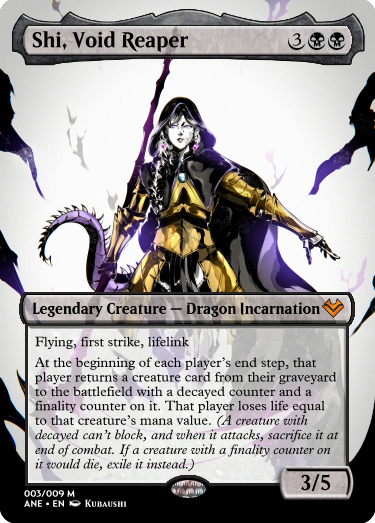 Shi, Void Reaper 3
Legendary Creature — Dragon Incarnation
Flying, first strike, lifelink
At the beginning of each player's end step, that
player returns a creature card from their graveyard
to the battlefield with a decayed counter and a
finality counter on it. That player loses life equal
to that creature's mana value. (A creature with
decayed can't block, and when it attacks, sacrifice it at
end of combat. If a creature with a finality counter on
it would die, exile it instead.)
3/5
003/009 M
ANE • EN Kubaushi